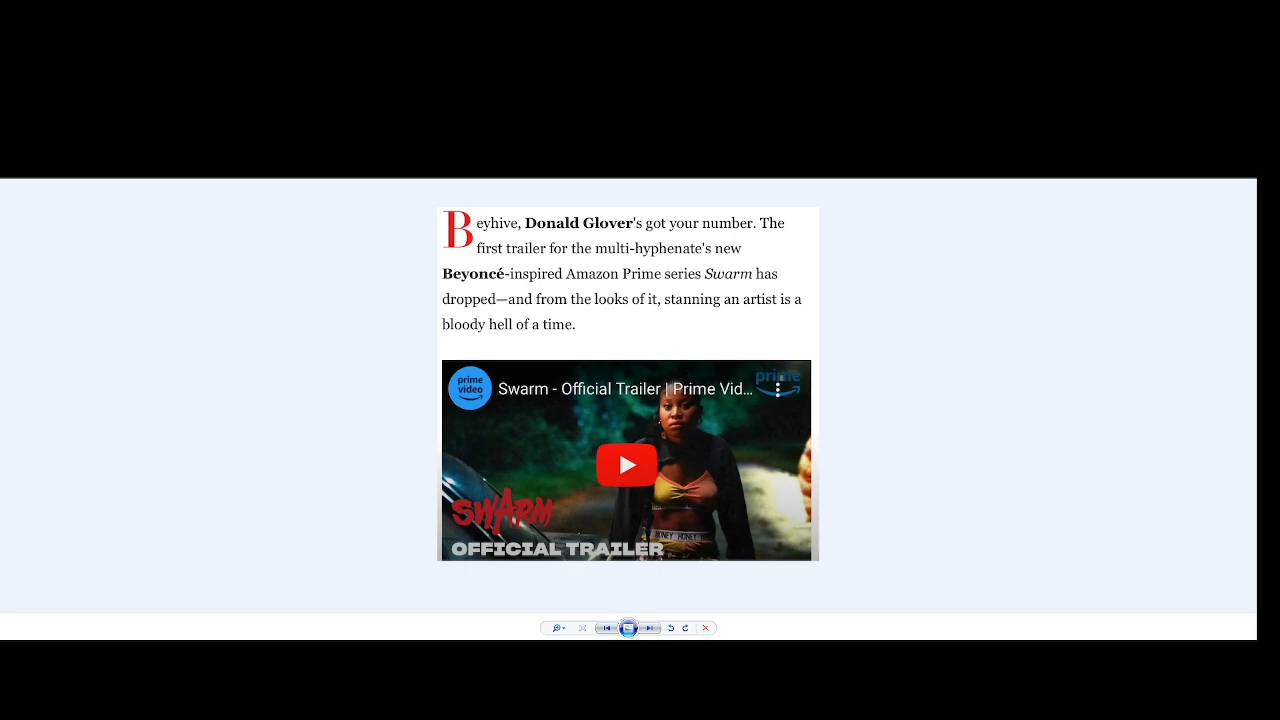 Beyhive, Donald Glover's got your number. The
first trailer for the multi-hyphenate's new
Beyoncé-inspired Amazon Prime series Swarm has
dropped—and from the looks of it, stanning an artist is a
bloody hell of a time.
prime video
Swarm - Official Trailer | Prime Vid...
prime
SWARM
HONEY HONEY
OFFICIAL TRAILER